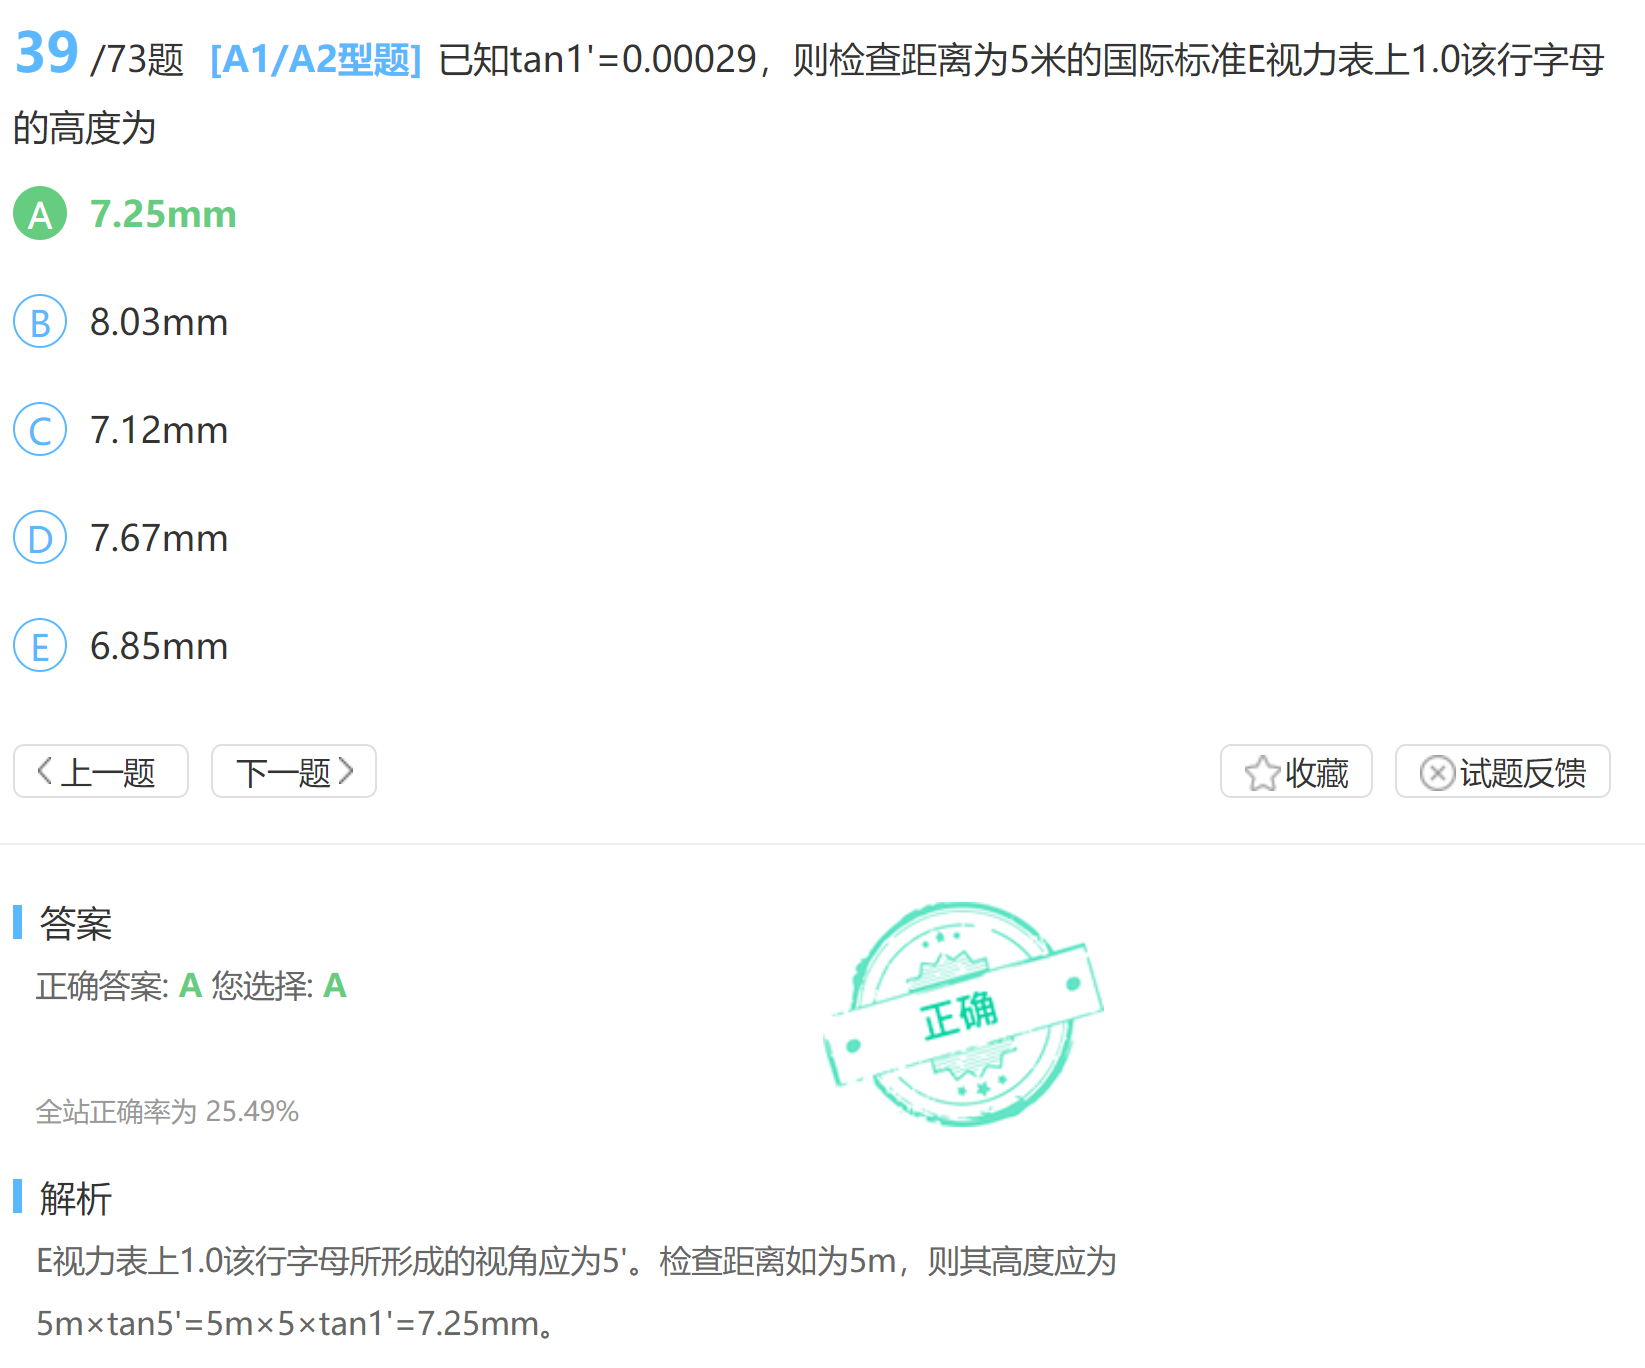 39 /73题 [A1/A2型题] 已知tan1'=0.00029，则检查距离为5米的国际标准E视力表上1.0该行字母
的高度为
A 7.25mm
B 8.03mm
C 7.12mm
D 7.67mm
E 6.85mm
上一题 下一题 收藏 试题反馈
答案
正确答案: A 您选择: A
正确
全站正确率为 25.49%
解析
E视力表上1.0该行字母所形成的视角应为5'。检查距离如为5m，则其高度应为
5m×tan5'=5m×5×tan1'=7.25mm。